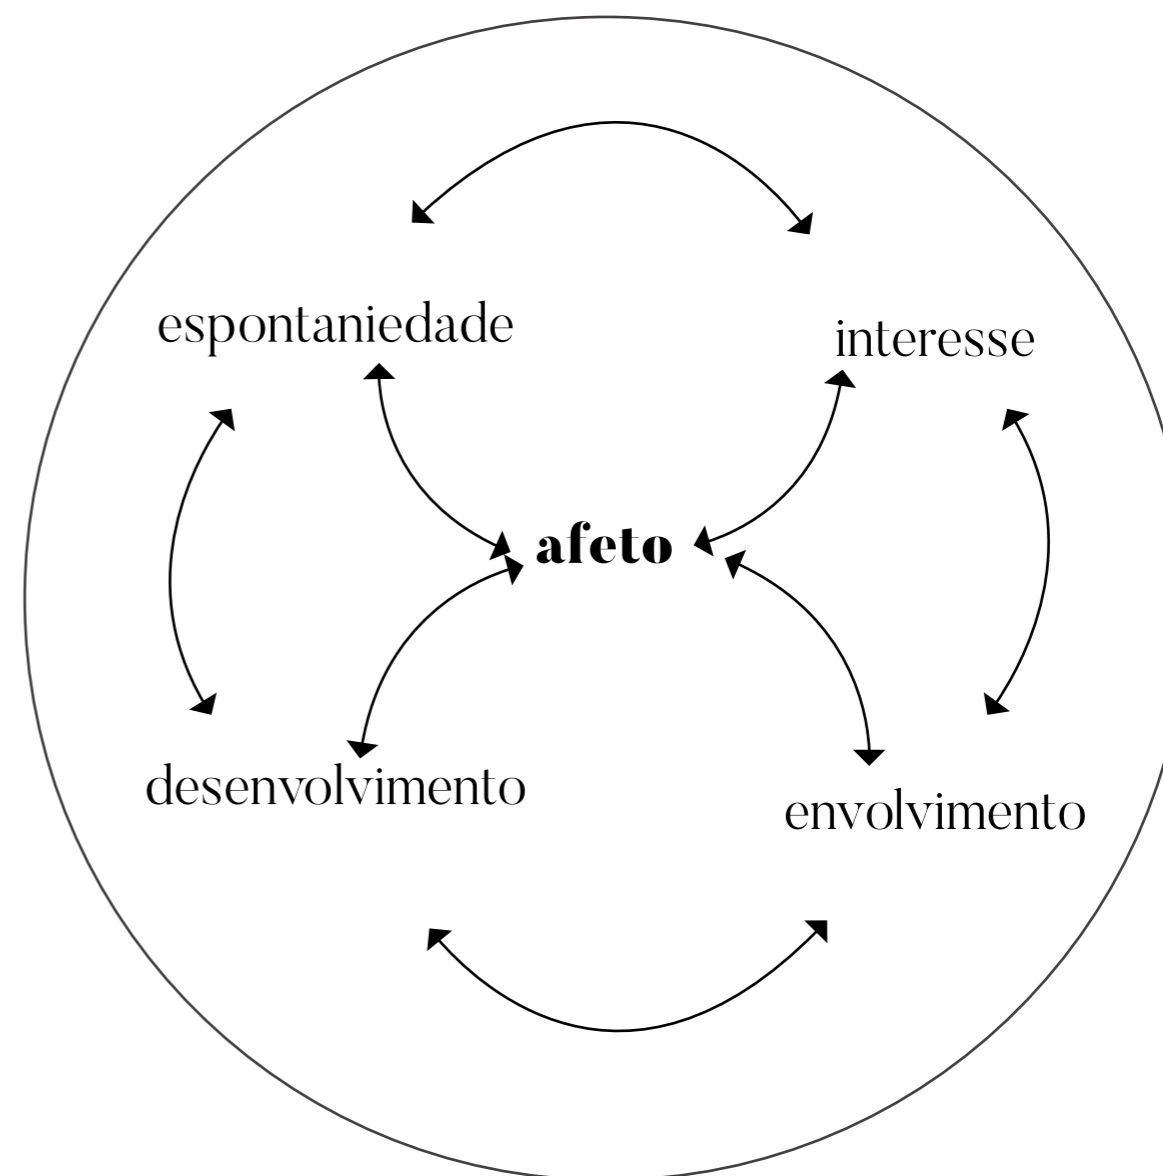 espontaniedade
interesse
afeto
desenvolvimento
envolvimento